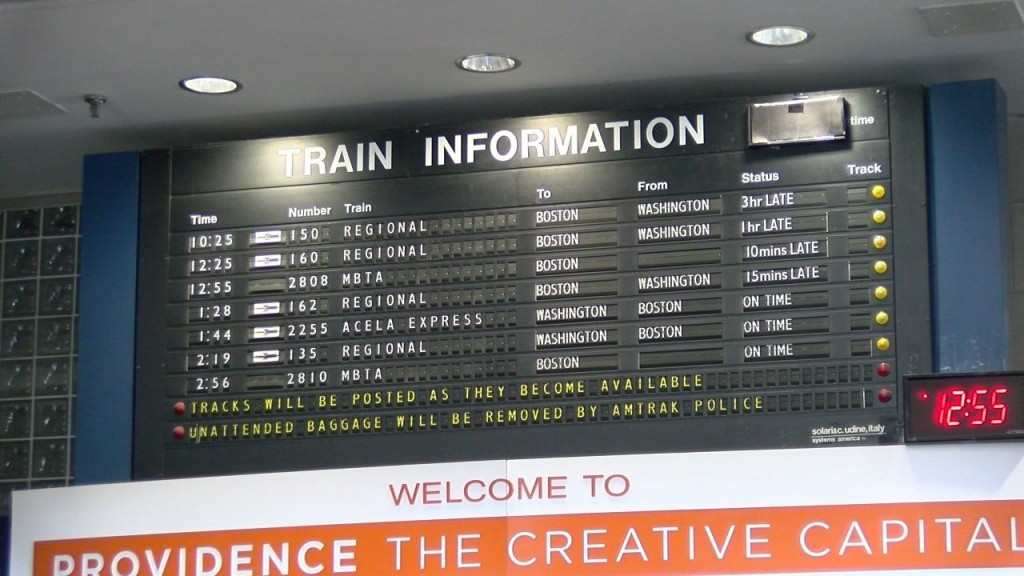 TRAIN INFORMATION time
Time Number Train To From Status Track
10:25 150 REGIONAL BOSTON WASHINGTON 3hr LATE
12:25 160 REGIONAL BOSTON WASHINGTON 1hr LATE
12:55 2808 MBTA BOSTON 10mins LATE
1:28 162 REGIONAL BOSTON WASHINGTON 15mins LATE
1:44 2255 ACELA EXPRESS WASHINGTON BOSTON ON TIME
2:19 135 REGIONAL WASHINGTON BOSTON ON TIME
2:56 2810 MBTA BOSTON ON TIME
TRACKS WILL BE POSTED AS THEY BECOME AVAILABLE
UNATTENDED BAGGAGE WILL BE REMOVED BY AMTRAK POLICE
solari s.c. udine, italy
systems america
12:55
WELCOME TO
PROVIDENCE THE CREATIVE CAPITAL